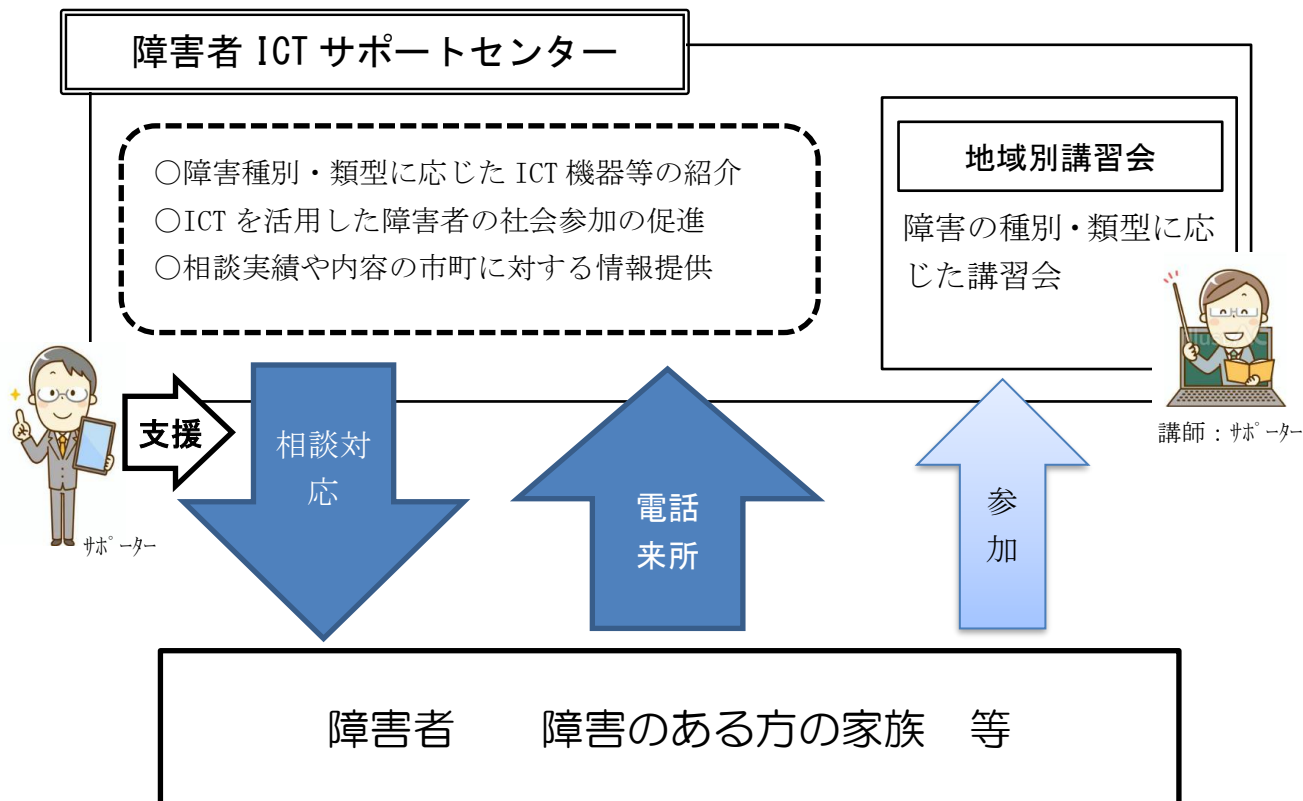 障害者 ICT サポートセンター
○障害種別・類型に応じた ICT 機器等の紹介
○ICT を活用した障害者の社会参加の促進
○相談実績や内容の市町に対する情報提供
地域別講習会
障害の種別・類型に応
じた講習会
講師：ｻﾎﾟｰﾀｰ
支援
ｻﾎﾟｰﾀｰ
相談対
応
電話
来所
参
加
障害者　　障害のある方の家族　等